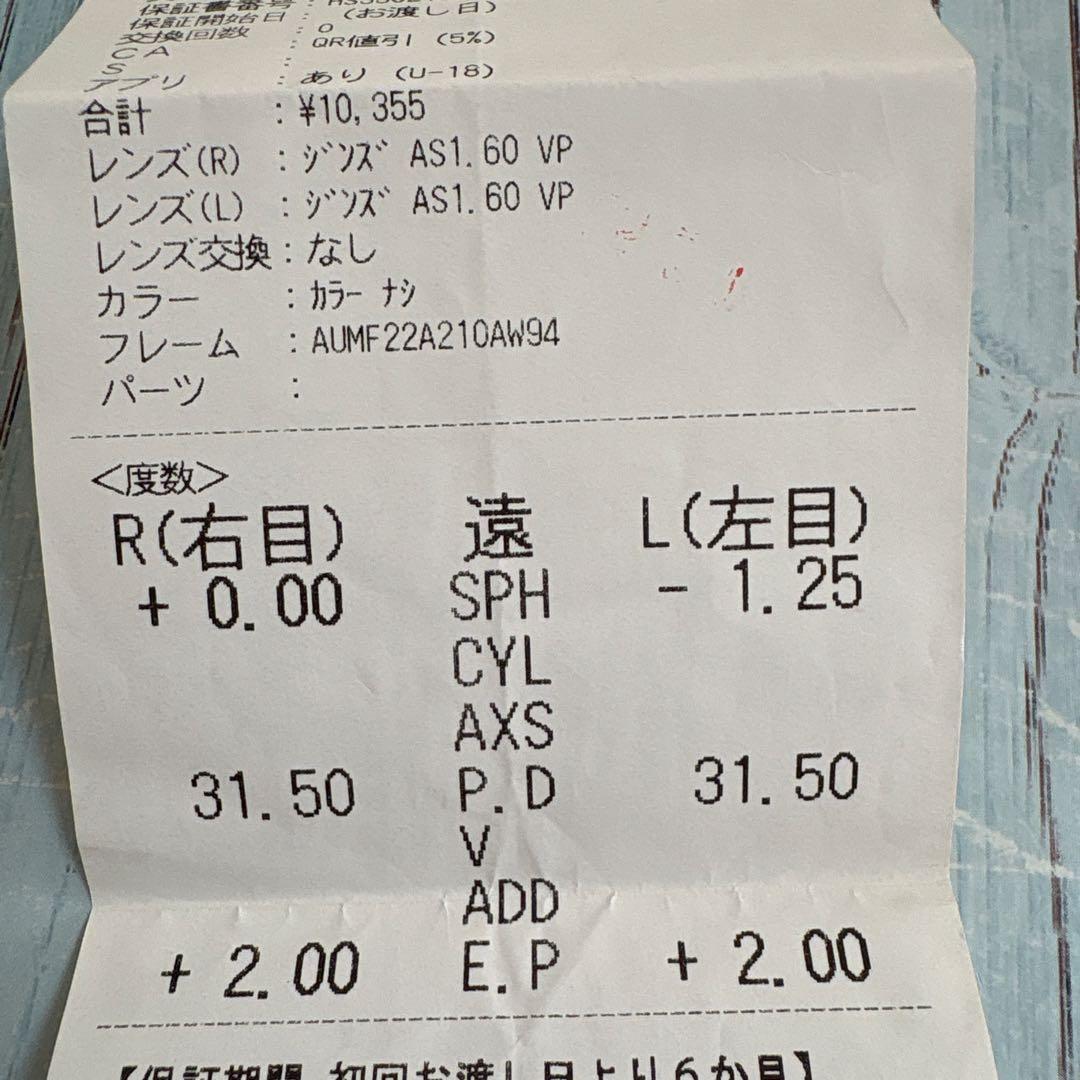 保証書番号 :
保証開始日 : (お渡し日)
交換回数 : 0
CA : QR値引 (5%)
S :
アプリ : あり (U-18)
合計 : ¥10,355
レンズ(R) : ｼﾞﾝｽﾞ AS1.60 VP
レンズ(L) : ｼﾞﾝｽﾞ AS1.60 VP
レンズ交換 : なし
カラー : ｶﾗｰ ﾅｼ
フレーム : AUMF22A210AW94
パーツ :
<度数>
R(右目) 遠 L(左目)
+ 0.00 SPH - 1.25
CYL
AXS
31.50 P.D 31.50
V
ADD
+ 2.00 E.P + 2.00
【保証期間 初回お渡し日より6か月】